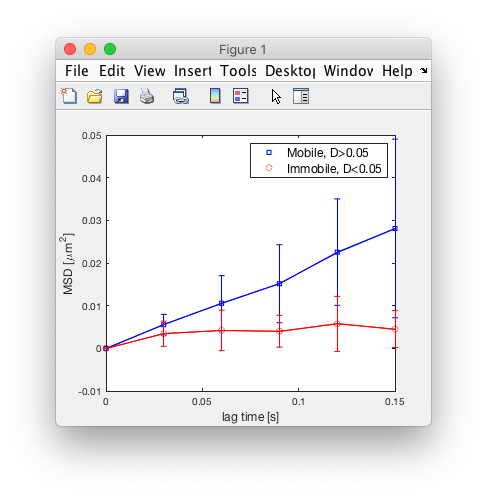 Figure 1
File Edit View Insert Tools Desktop Window Help
0.05
0.04
0.03
0.02
0.01
0
-0.01
MSD [μm²]
Mobile, D>0.05
Immobile, D<0.05
0 0.05 0.1 0.15
lag time [s]